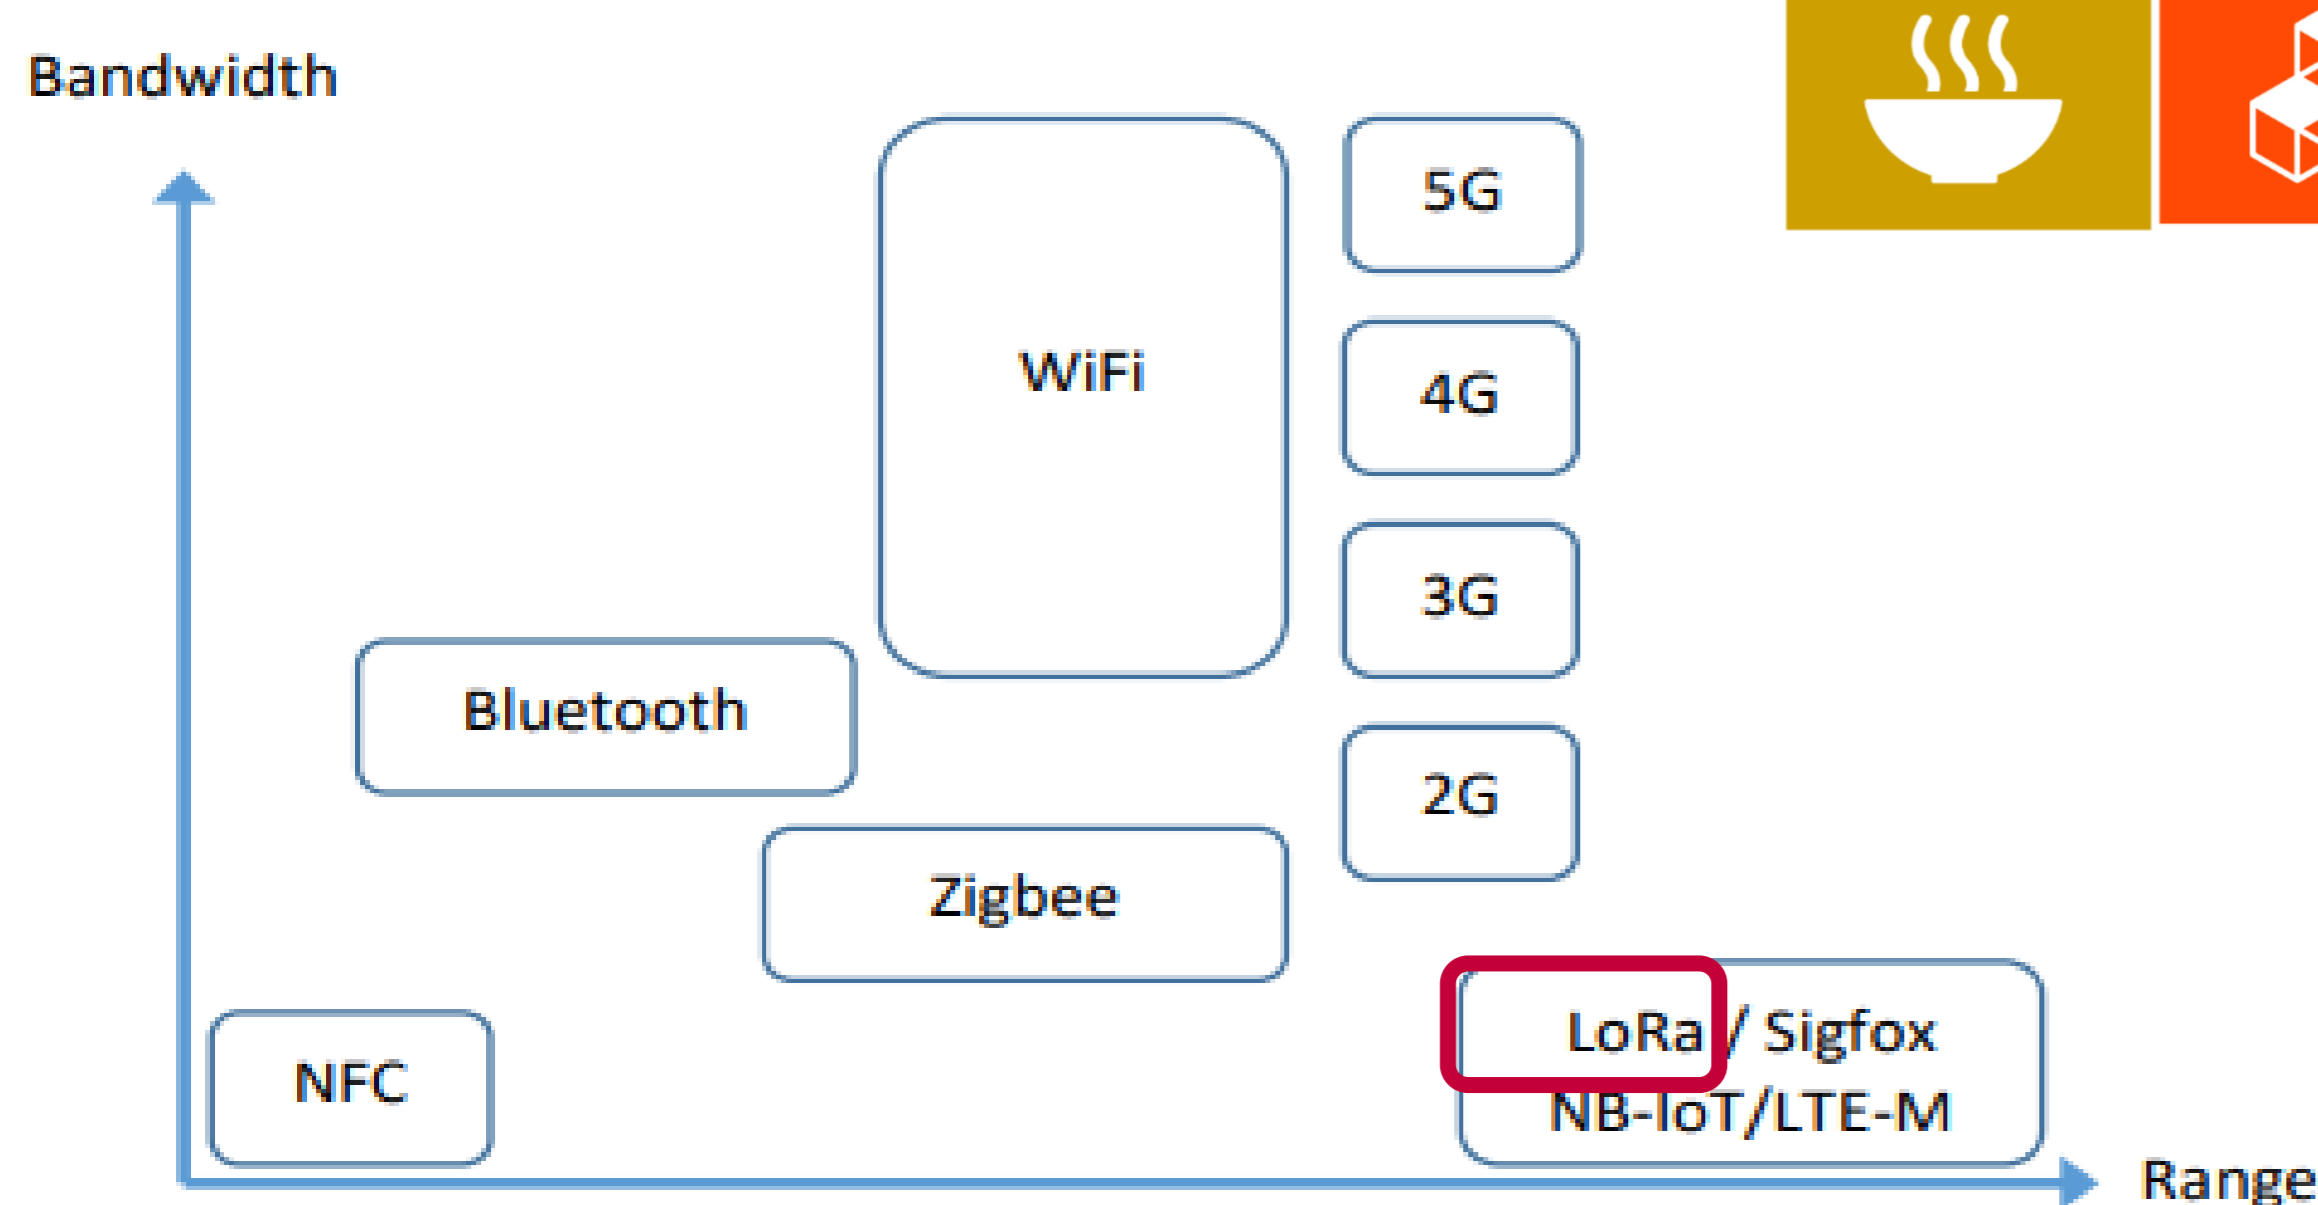 Bandwidth
5G
WiFi
4G
3G
Bluetooth
2G
Zigbee
LoRa / Sigfox
NB-IoT/LTE-M
NFC
Range